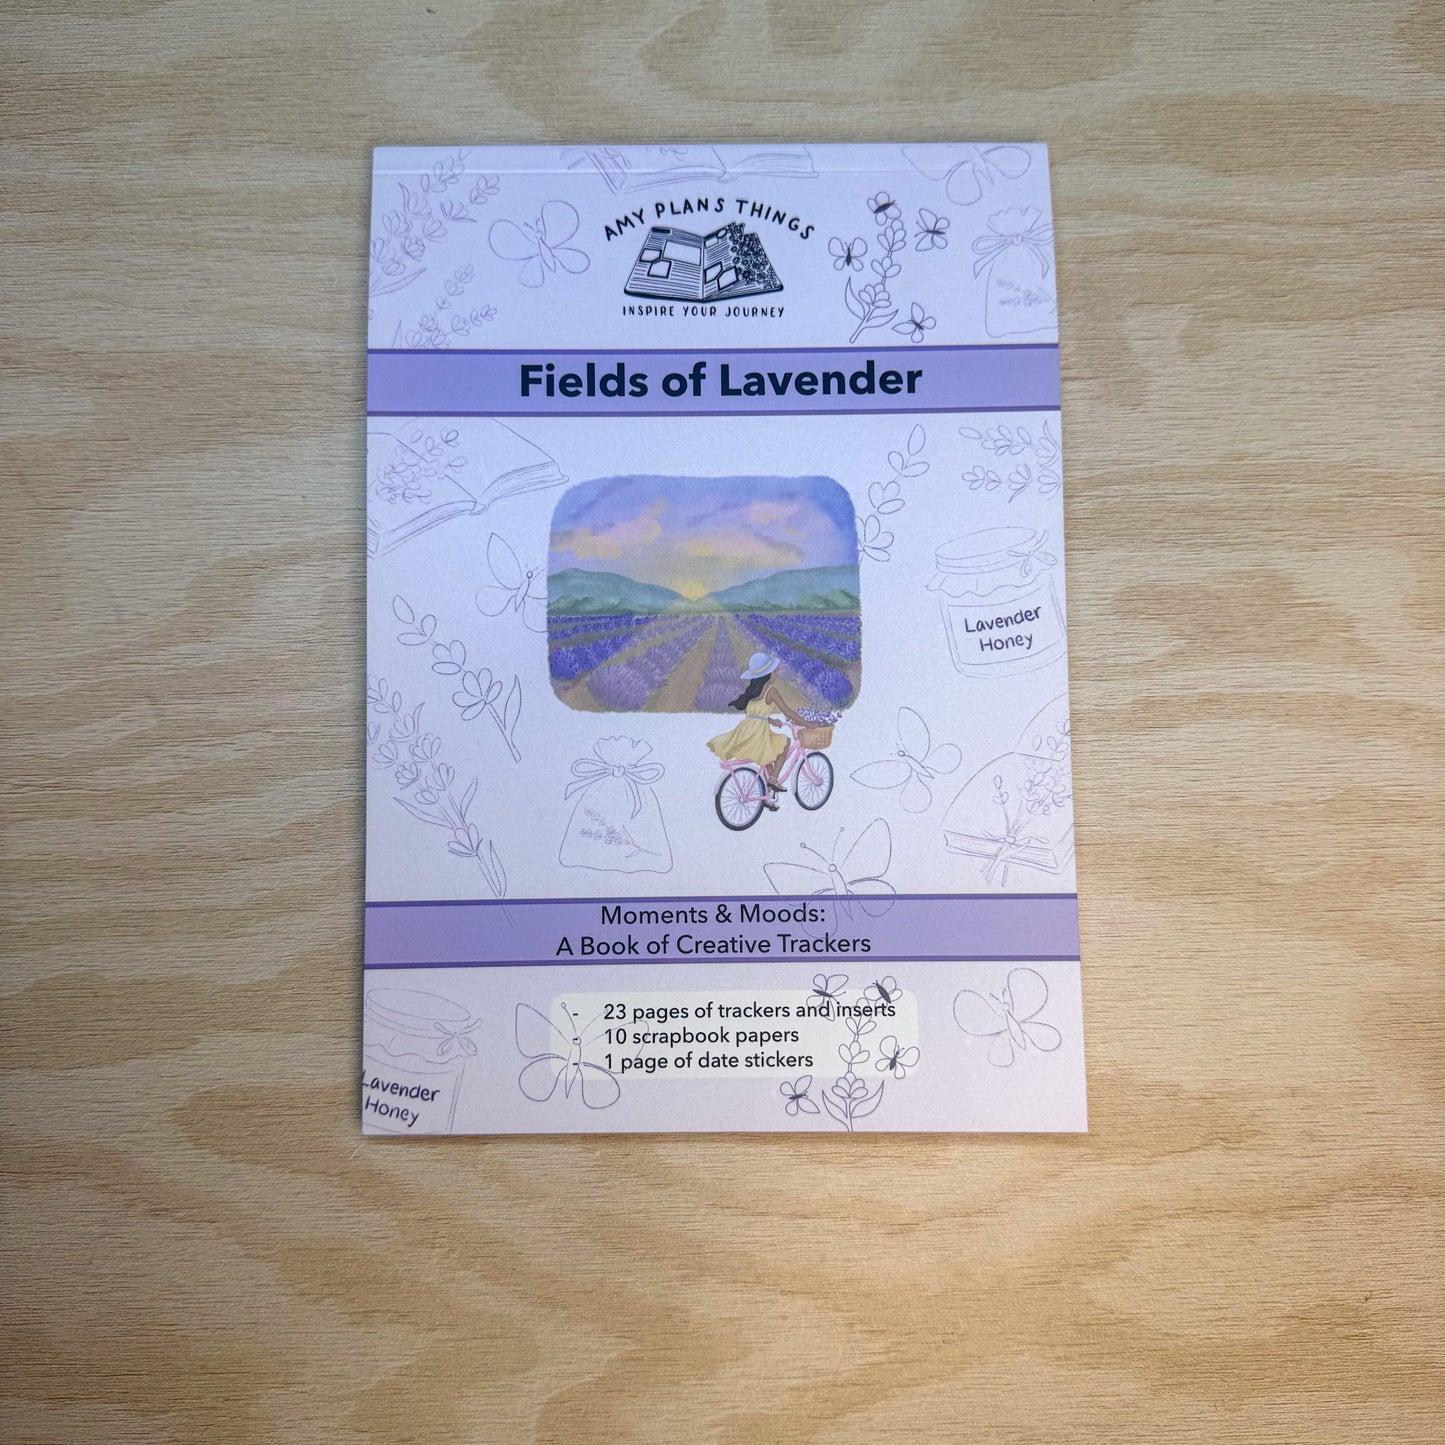 AMY PLANS THINGS
INSPIRE YOUR JOURNEY
Fields of Lavender
Lavender
Honey
Moments & Moods:
A Book of Creative Trackers
- 23 pages of trackers and inserts
- 10 scrapbook papers
- 1 page of date stickers
Lavender
Honey